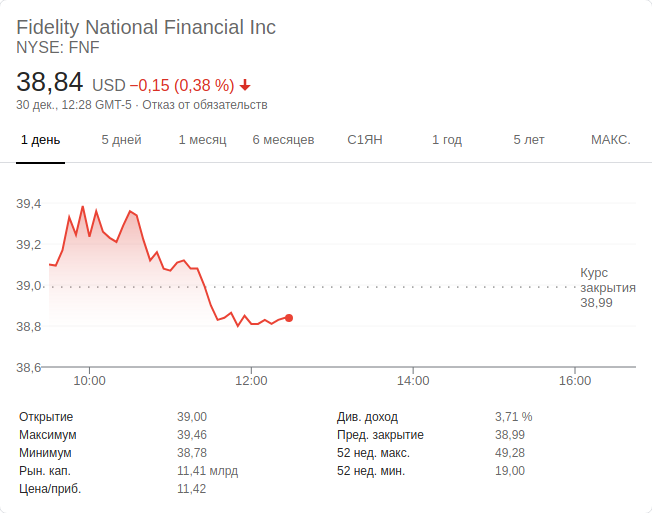 Fidelity National Financial Inc
NYSE: FNF
38,84 USD −0,15 (0,38 %)
30 дек., 12:28 GMT-5 · Отказ от обязательств
1 день 5 дней 1 месяц 6 месяцев С1ЯН 1 год 5 лет МАКС.
39,4
39,2
39,0
38,8
38,6
Курс
закрытия
38,99
10:00 12:00 14:00 16:00
Открытие 39,00
Максимум 39,46
Минимум 38,78
Рын. кап. 11,41 млрд
Цена/приб. 11,42
Див. доход 3,71 %
Пред. закрытие 38,99
52 нед. макс. 49,28
52 нед. мин. 19,00